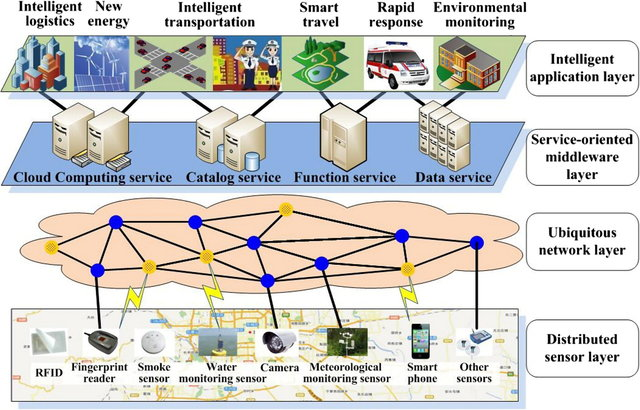 Intelligent
logistics
New
energy
Intelligent
transportation
Smart
travel
Rapid
response
Environmental
monitoring
Intelligent
application layer
Cloud Computing service
Catalog service
Function service
Data service
Service-oriented
middleware
layer
Ubiquitous
network layer
RFID
Fingerprint
reader
Smoke
sensor
Water
monitoring sensor
Camera
Meteorological
monitoring sensor
Smart
phone
Other
sensors
Distributed
sensor layer